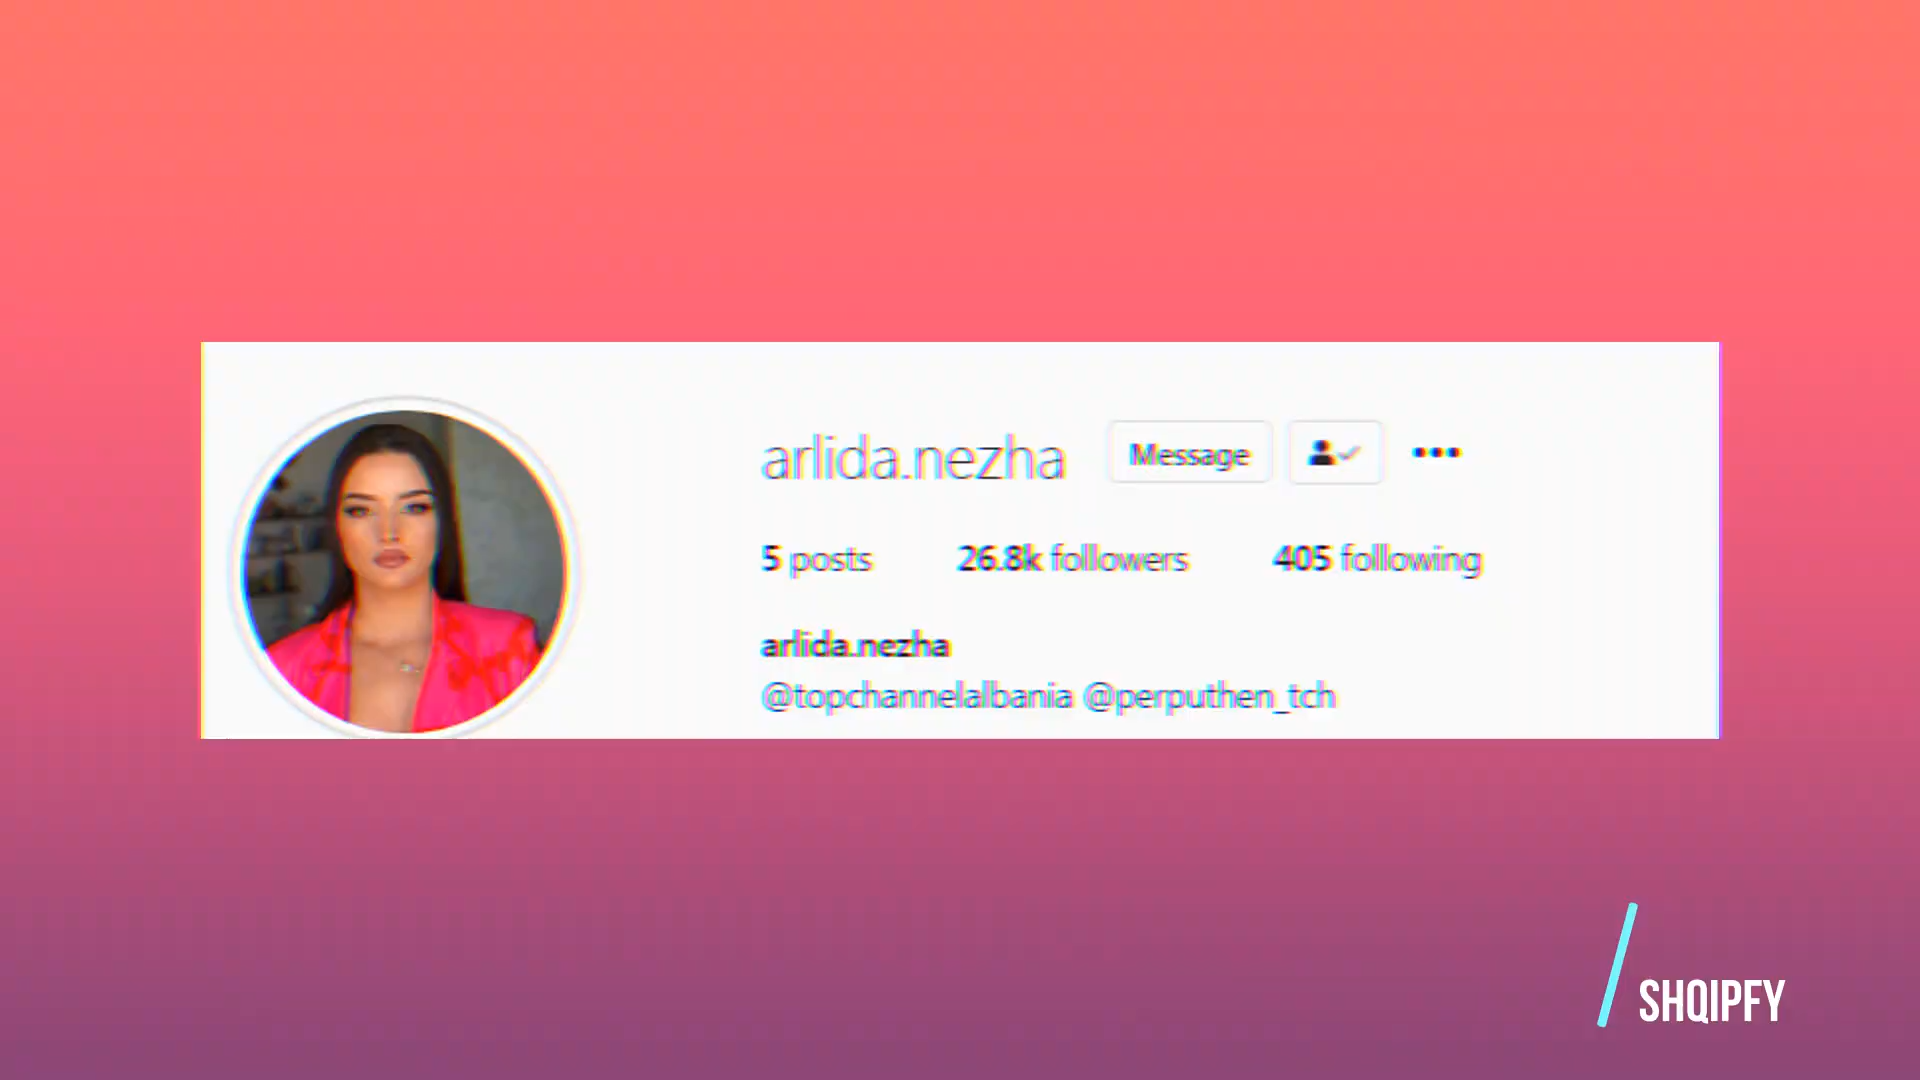 arlida.nezha Message
5 posts 26.8k followers 405 following
arlida.nezha
@topchannelalbania @perputhen_tch
SHQIPFY